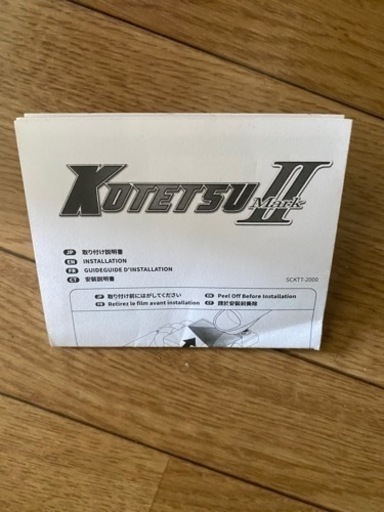 KOTETSU II
Mark
JP 取り付け説明書
EN INSTALLATION
FR GUIDEGUIDE D'INSTALLATION
CT 安裝説明書
SCKTT-2000
JP 取り付け前にはがしてください
EN Peel Off Before Installation
FR Retirez le film avant installation
CT 請於安裝前撕除